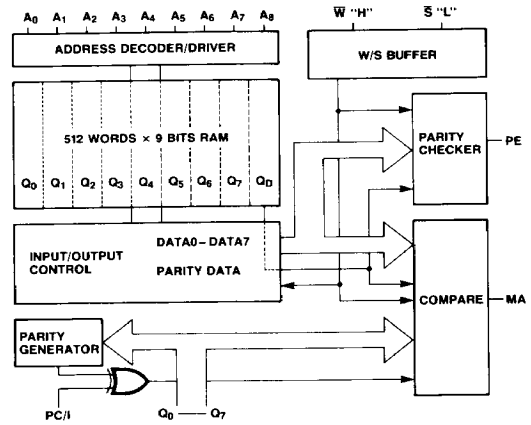 A0 A1 A2 A3 A4 A5 A6 A7 A8
W "H" S "L"
ADDRESS DECODER/DRIVER
W/S BUFFER
512 WORDS × 9 BITS RAM
PARITY CHECKER
PE
Q0 Q1 Q2 Q3 Q4 Q5 Q6 Q7 QD
INPUT/OUTPUT CONTROL
DATA0–DATA7
PARITY DATA
COMPARE
MA
PARITY GENERATOR
PC/I
Q0 Q7